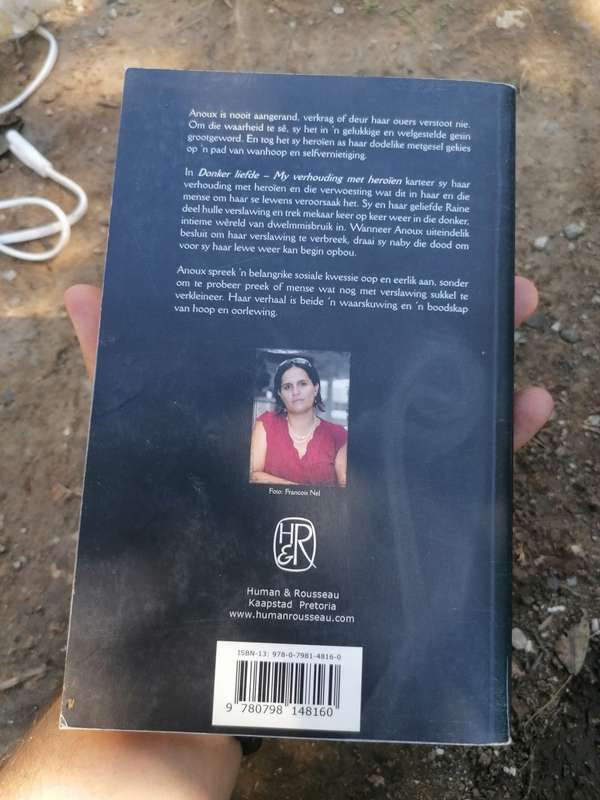 Anoux is nooit aangerand, verkrag of deur haar ouers verstoot nie.
Om die waarheid te sê, sy het in 'n gelukkige en welgestelde gesin
grootgeword. En tog het sy heroïen as haar dodelike metgesel gekies
op 'n pad van wanhoop en selfvernietiging.
In Donker liefde – My verhouding met heroïen karteer sy haar
verhouding met heroïen en die verwoesting wat dit in haar en die
mense om haar se lewens veroorsaak het. Sy en haar geliefde Raine
deel hulle verslawing en trek mekaar keer op keer weer in die donker,
intieme wêreld van dwelmmisbruik in. Wanneer Anoux uiteindelik
besluit om haar verslawing te verbreek, draai sy naby die dood om
voor sy haar lewe weer kan begin opbou.
Anoux spreek 'n belangrike sosiale kwessie oop en eerlik aan, sonder
om te probeer preek of mense wat nog met verslawing sukkel te
verkleineer. Haar verhaal is beide 'n waarskuwing en 'n boodskap
van hoop en oorlewing.
Foto: Francois Nel
H&R
Human & Rousseau
Kaapstad Pretoria
www.humanrousseau.com
ISBN-13: 978-0-7981-4816-0
9 780798 148160